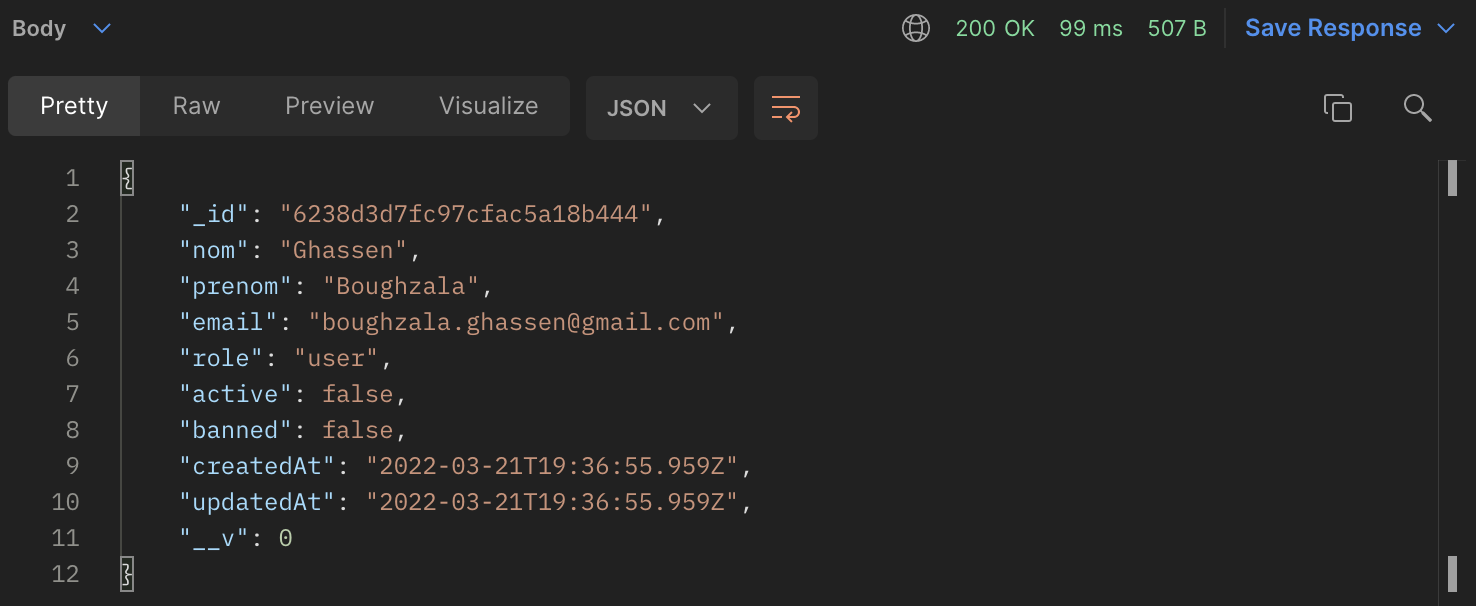 Body 200 OK 99 ms 507 B Save Response
Pretty Raw Preview Visualize JSON
1 {
2 "_id": "6238d3d7fc97cfac5a18b444",
3 "nom": "Ghassen",
4 "prenom": "Boughzala",
5 "email": "boughzala.ghassen@gmail.com",
6 "role": "user",
7 "active": false,
8 "banned": false,
9 "createdAt": "2022-03-21T19:36:55.959Z",
10 "updatedAt": "2022-03-21T19:36:55.959Z",
11 "__v": 0
12 }